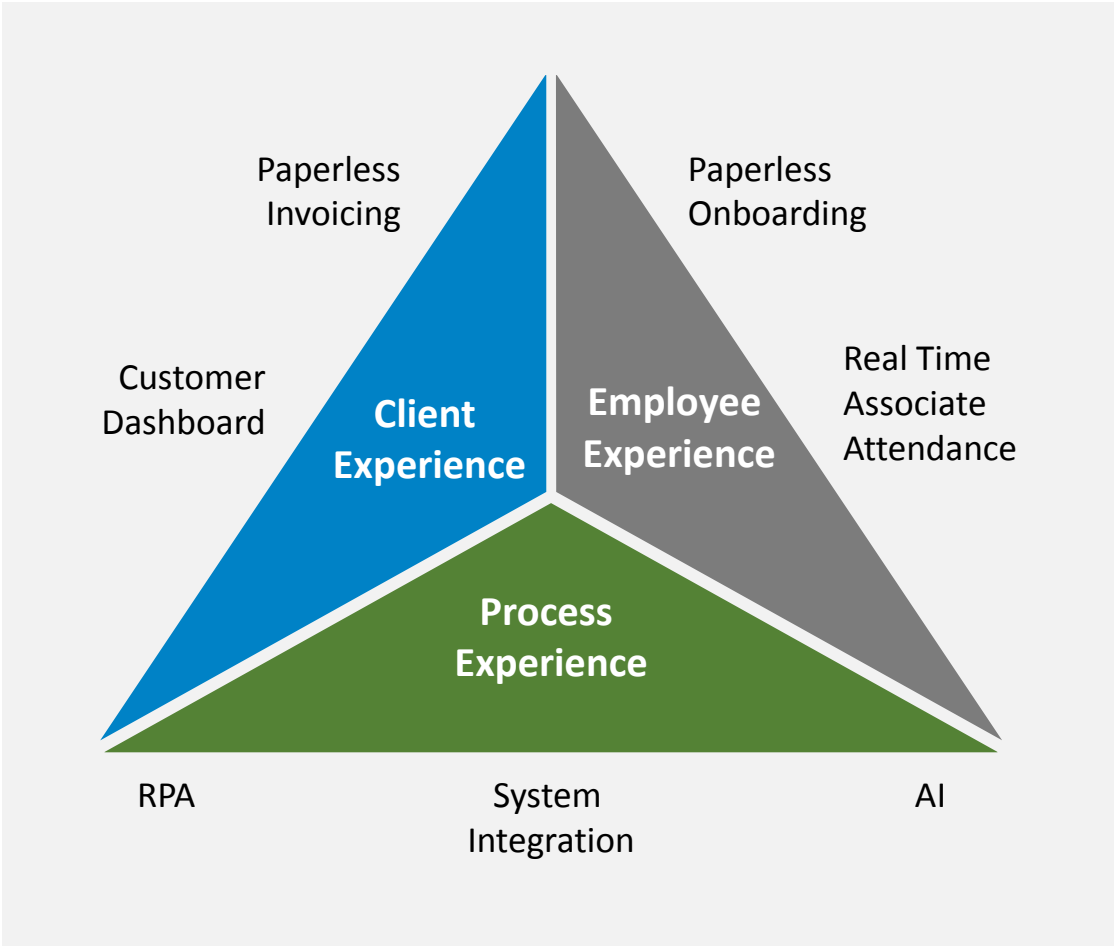 Paperless
Invoicing
Paperless
Onboarding
Customer
Dashboard
Real Time
Associate
Attendance
Client
Experience
Employee
Experience
Process
Experience
RPA
System
Integration
AI